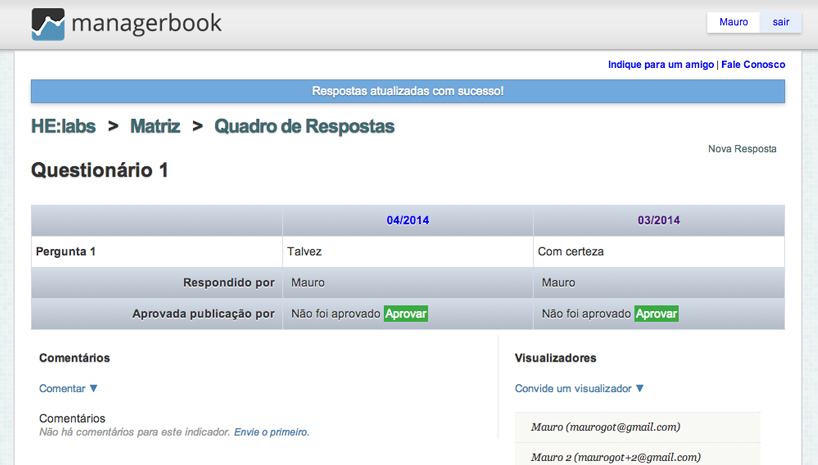 managerbook
Mauro sair
Indique para um amigo | Fale Conosco
Respostas atualizadas com sucesso!
HE:labs > Matriz > Quadro de Respostas
Nova Resposta
Questionário 1
04/2014 03/2014
Pergunta 1 Talvez Com certeza
Respondido por Mauro Mauro
Aprovada publicação por Não foi aprovado Aprovar Não foi aprovado Aprovar
Comentários Visualizadores
Comentar ▼ Convide um visualizador ▼
Comentários
Não há comentários para este indicador. Envie o primeiro.
Mauro (maurogot@gmail.com)
Mauro 2 (maurogot+2@gmail.com)